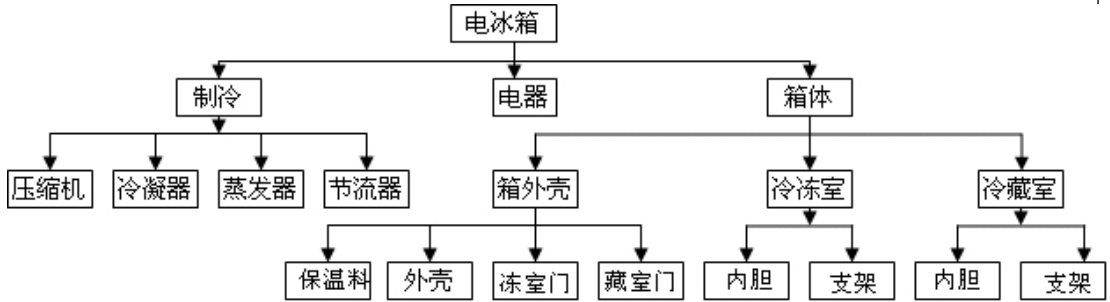 电冰箱
制冷
电器
箱体
压缩机
冷凝器
蒸发器
节流器
箱外壳
冷冻室
冷藏室
保温料
外壳
冻室门
藏室门
内胆
支架
内胆
支架